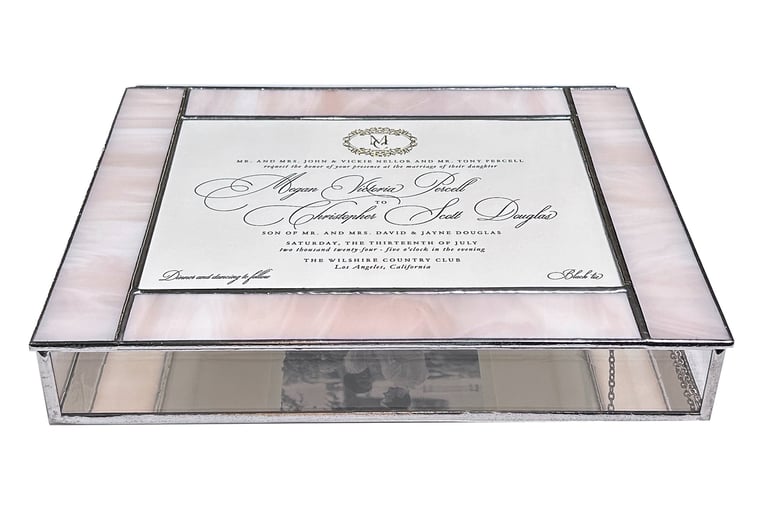 MC
MR. AND MRS. JOHN & VICKIE NELLOR AND MR. TONY PERCELL
request the honor of your presence at the marriage of their daughter
Megan Victoria Percell
TO
Christopher Scott Douglas
SON OF MR. AND MRS. DAVID & JAYNE DOUGLAS
SATURDAY, THE THIRTEENTH OF JULY
two thousand twenty-four - five o'clock in the evening
THE WILSHIRE COUNTRY CLUB
Los Angeles, California
Dinner and dancing to follow
Black tie